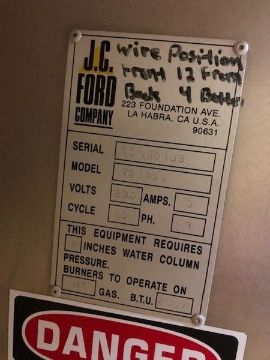 wire Position
Front 12 Front
Back 4 Bottom
J.C.
FORD
COMPANY
223 FOUNDATION AVE.
LA HABRA, CA U.S.A.
90631
SERIAL
MODEL
VOLTS AMPS.
CYCLE PH.
THIS EQUIPMENT REQUIRES
INCHES WATER COLUMN
PRESSURE.
BURNERS TO OPERATE ON
GAS. B.T.U.
DANGER